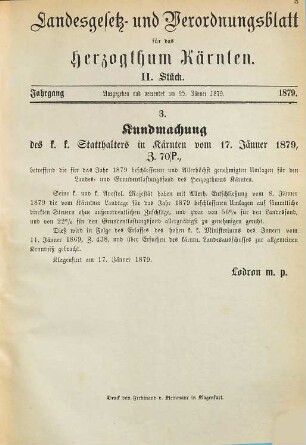 5
Landesgesetz- und Verordnungsblatt
für das
Herzogthum Kärnten.
II. Stück.
Jahrgang Ausgegeben und versendet am 25. Jänner 1879. 1879.
3.
Kundmachung
des k. k. Statthalters in Kärnten vom 17. Jänner 1879,
Z. 70/P.,
betreffend die für das Jahr 1879 beschlossenen und Allerhöchst genehmigten Umlagen für den
Landes- und Grundentlastungsfond des Herzogthums Kärnten.
Seine k. und k. Apostol. Majestät haben mit Allerh. Entschließung vom 8. Jänner
1879 die vom kärntner Landtage für das Jahr 1879 beschlossenen Umlagen auf sämmtliche
directen Steuern ohne außerordentlichen Zuschlägen, und zwar von 50% für den Landesfond, und
von 22% für den Grundentlastungsfond allergnädigst zu genehmigen geruht.
Dieß wird in Folge des Erlasses des hohen k. k. Ministeriums des Innern vom
11. Jänner 1879, Z. 438, und über Ersuchen des kärnt. Landesausschusses zur allgemeinen
Kenntniß gebracht.
Klagenfurt am 17. Jänner 1879.
Lodron m. p.
Druck von Ferdinand v. Kleinmayr in Klagenfurt.